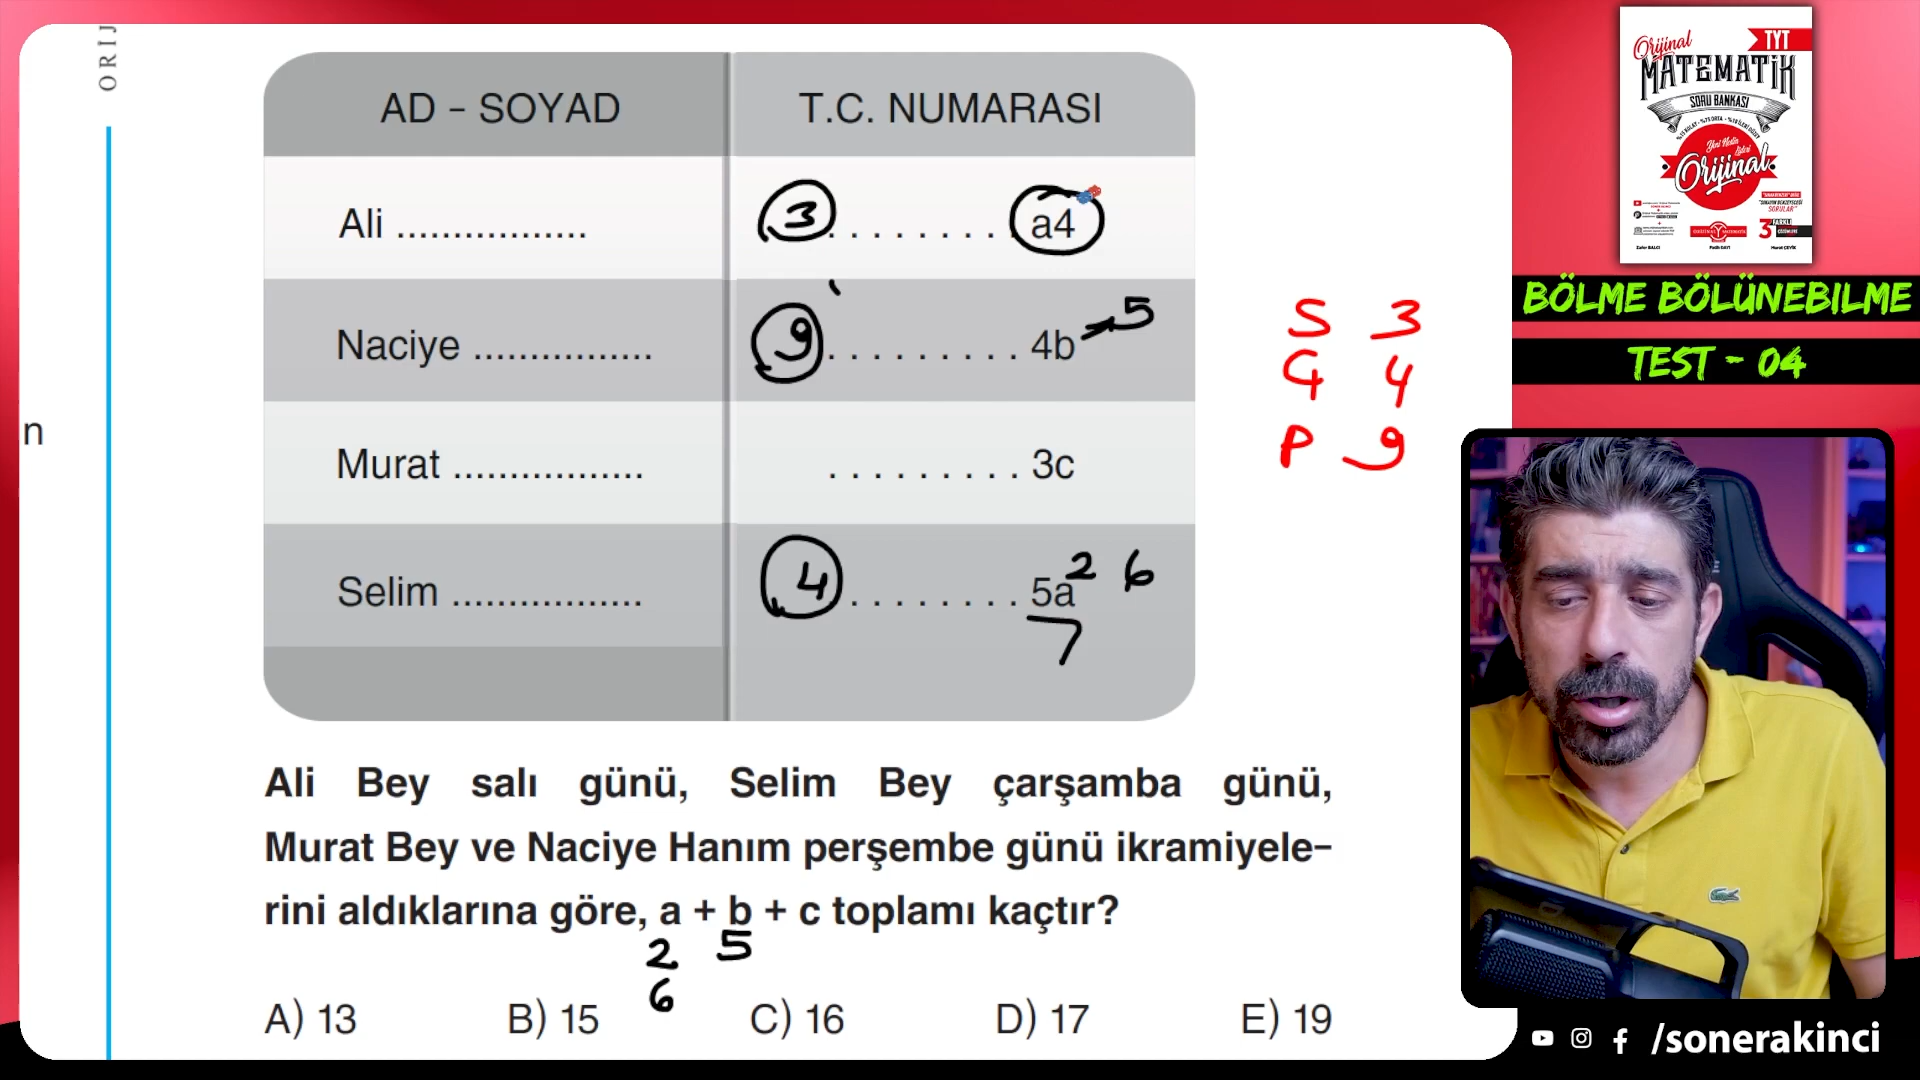 ORIJ
AD - SOYAD
T.C. NUMARASI
Ali .................
3 . . . . . . . . . a4
Naciye ................
9 . . . . . . . . . 4b 5
Murat .................
. . . . . . . . . 3c
Selim .................
4 . . . . . . . . 5a 2 6
7
S 3
Ç 4
P 9
n
Ali Bey salı günü, Selim Bey çarşamba günü,
Murat Bey ve Naciye Hanım perşembe günü ikramiyele-
rini aldıklarına göre, a + b + c toplamı kaçtır?
2 5
6
A) 13
B) 15
C) 16
D) 17
E) 19
Orijinal
TYT
MATEMATİK
SORU BANKASI
Orijinal
BÖLME BÖLÜNEBILME
TEST - 04
/sonerakinci